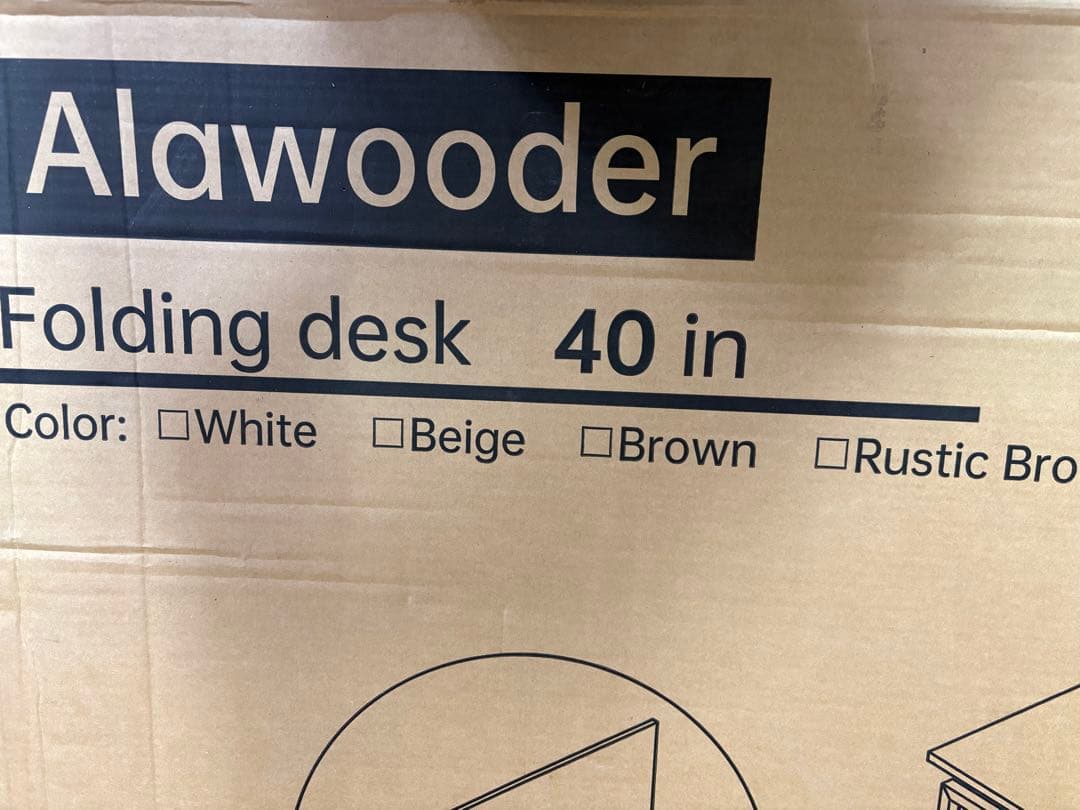 Alawooder
Folding desk 40 in
Color: □White □Beige □Brown □Rustic Bro